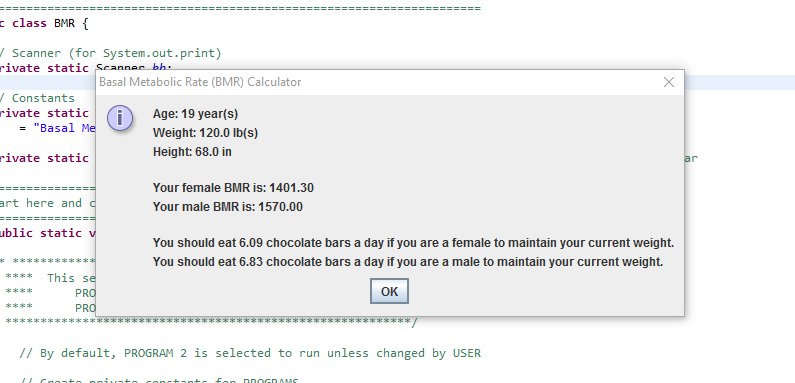 ============================================================
c class BMR {
/ Scanner (for System.out.print)
rivate static Scanner kb;
Basal Metabolic Rate (BMR) Calculator
/ Constants
rivate static
= "Basal Me
Age: 19 year(s)
Weight: 120.0 lb(s)
Height: 68.0 in
rivate static
ar
Your female BMR is: 1401.30
Your male BMR is: 1570.00
art here and c
ublic static v
You should eat 6.09 chocolate bars a day if you are a female to maintain your current weight.
You should eat 6.83 chocolate bars a day if you are a male to maintain your current weight.
**** This se
**** PRO
**** PRO
OK
**********************************************************/
// By default, PROGRAM 2 is selected to run unless changed by USER
// Create private constants for PROGRAMS